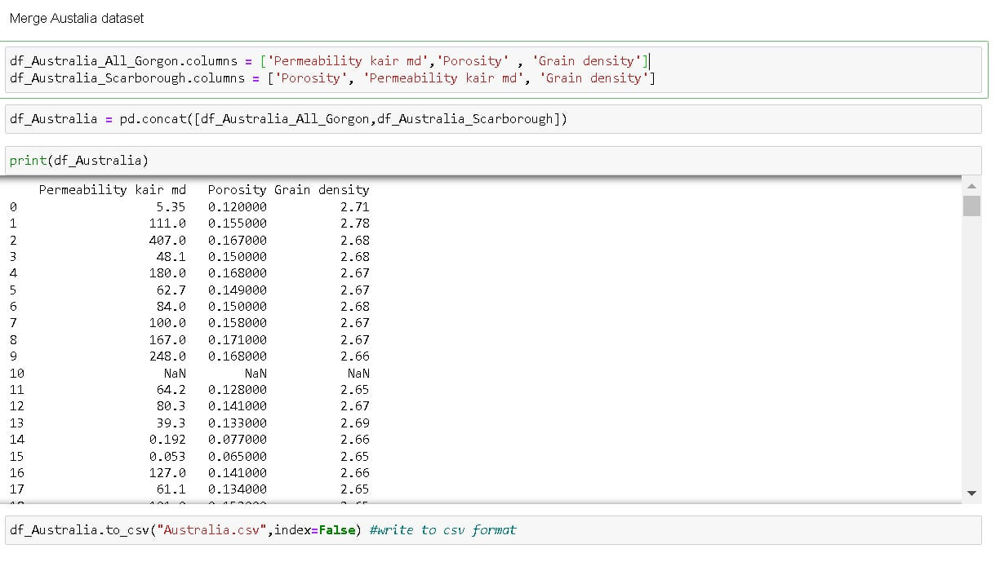 Merge Austalia dataset
df_Australia_All_Gorgon.columns = ['Permeability kair md','Porosity' , 'Grain density']
df_Australia_Scarborough.columns = ['Porosity', 'Permeability kair md', 'Grain density']
df_Australia = pd.concat([df_Australia_All_Gorgon,df_Australia_Scarborough])
print(df_Australia)
Permeability kair md Porosity Grain density
0 5.35 0.120000 2.71
1 111.0 0.155000 2.78
2 407.0 0.167000 2.68
3 48.1 0.150000 2.68
4 180.0 0.168000 2.67
5 62.7 0.149000 2.67
6 84.0 0.150000 2.68
7 100.0 0.158000 2.67
8 167.0 0.171000 2.67
9 248.0 0.168000 2.66
10 NaN NaN NaN
11 64.2 0.128000 2.65
12 80.3 0.141000 2.67
13 39.3 0.133000 2.69
14 0.192 0.077000 2.66
15 0.053 0.065000 2.65
16 127.0 0.141000 2.66
17 61.1 0.134000 2.65
df_Australia.to_csv("Australia.csv",index=False) #write to csv format